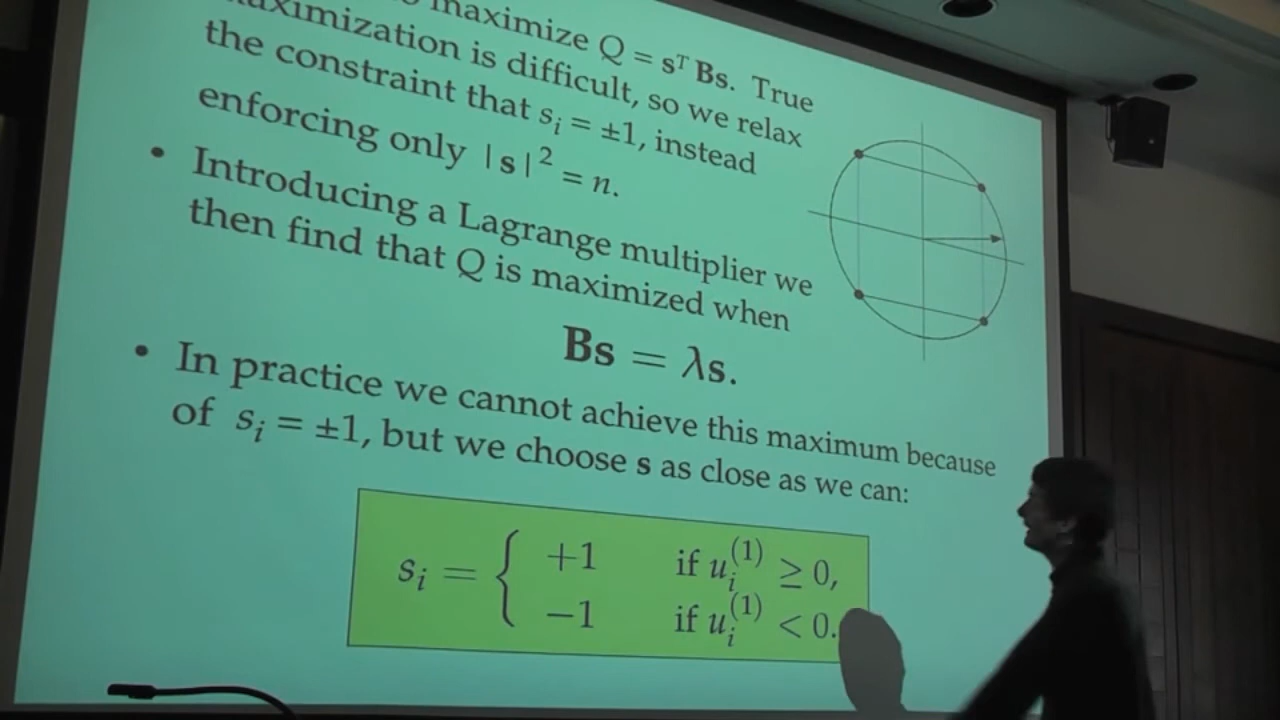 maximize Q = sᵀ Bs. True
maximization is difficult, so we relax
the constraint that sᵢ = ±1, instead
enforcing only |s|² = n.
• Introducing a Lagrange multiplier we
then find that Q is maximized when
Bs = λs.
• In practice we cannot achieve this maximum because
of sᵢ = ±1, but we choose s as close as we can:
sᵢ = { +1 if uᵢ⁽¹⁾ ≥ 0,
−1 if uᵢ⁽¹⁾ < 0.